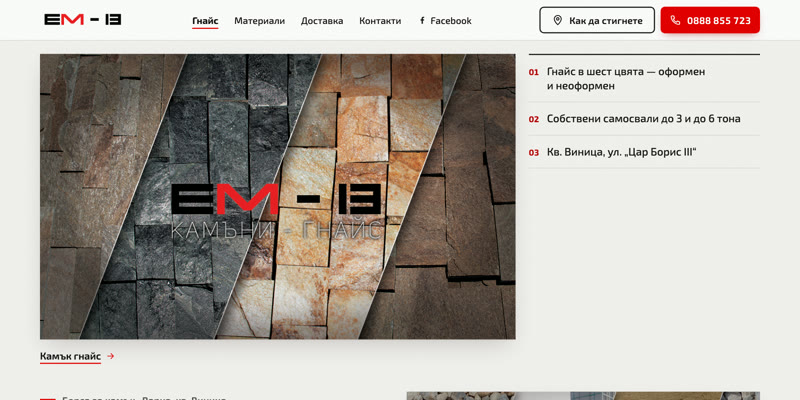 EM - 13
Гнайс
Материали
Доставка
Контакти
f Facebook
Как да стигнете
0888 855 723
EM - 13
КАМЪНИ - ГНАЙС
01 Гнайс в шест цвята — оформен
и неоформен
02 Собствени самосвали до 3 и до 6 тона
03 Кв. Виница, ул. „Цар Борис III“
Камък гнайс →